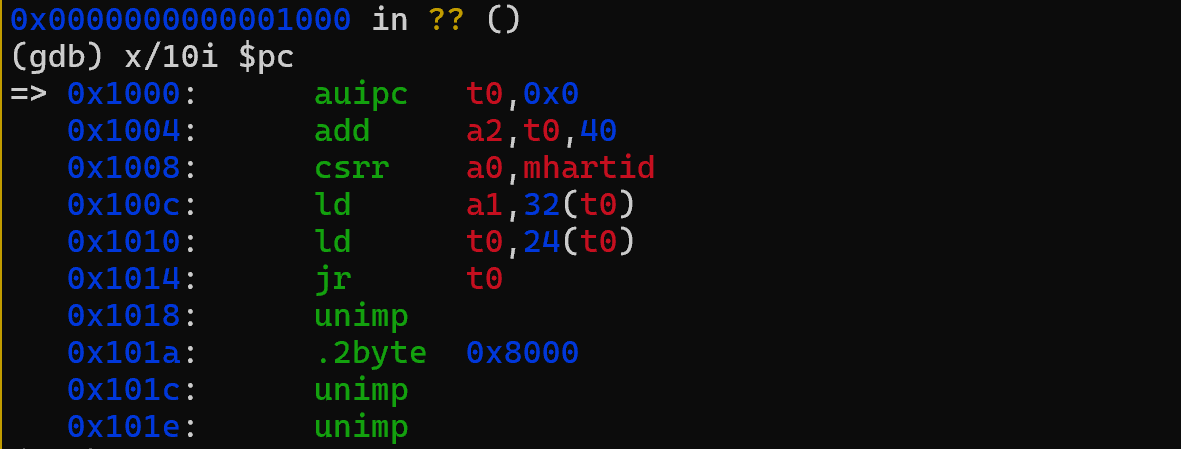 0x0000000000001000 in ?? ()
(gdb) x/10i $pc
=> 0x1000:      auipc   t0,0x0
   0x1004:      add     a2,t0,40
   0x1008:      csrr    a0,mhartid
   0x100c:      ld      a1,32(t0)
   0x1010:      ld      t0,24(t0)
   0x1014:      jr      t0
   0x1018:      unimp
   0x101a:      .2byte  0x8000
   0x101c:      unimp
   0x101e:      unimp